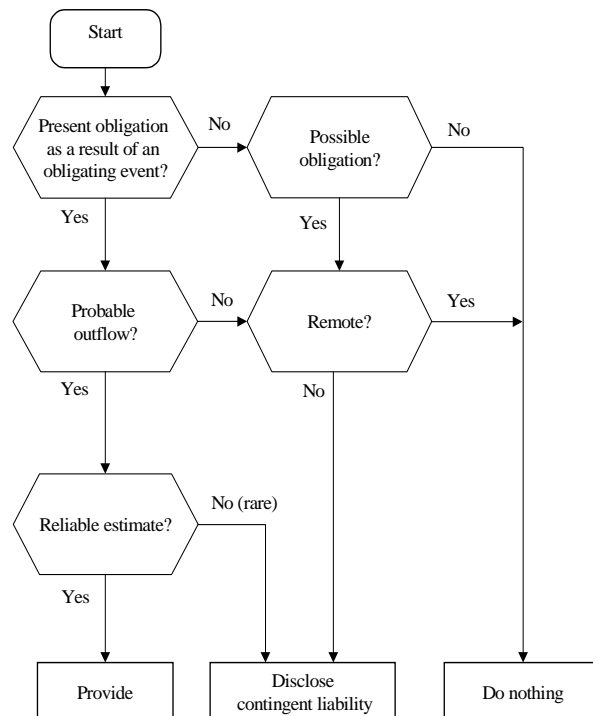 Start
Present obligation
as a result of an
obligating event?
No
Possible
obligation?
No
Yes
Yes
Probable
outflow?
No
Remote?
Yes
Yes
No
Reliable estimate?
No (rare)
Yes
Provide
Disclose
contingent liability
Do nothing